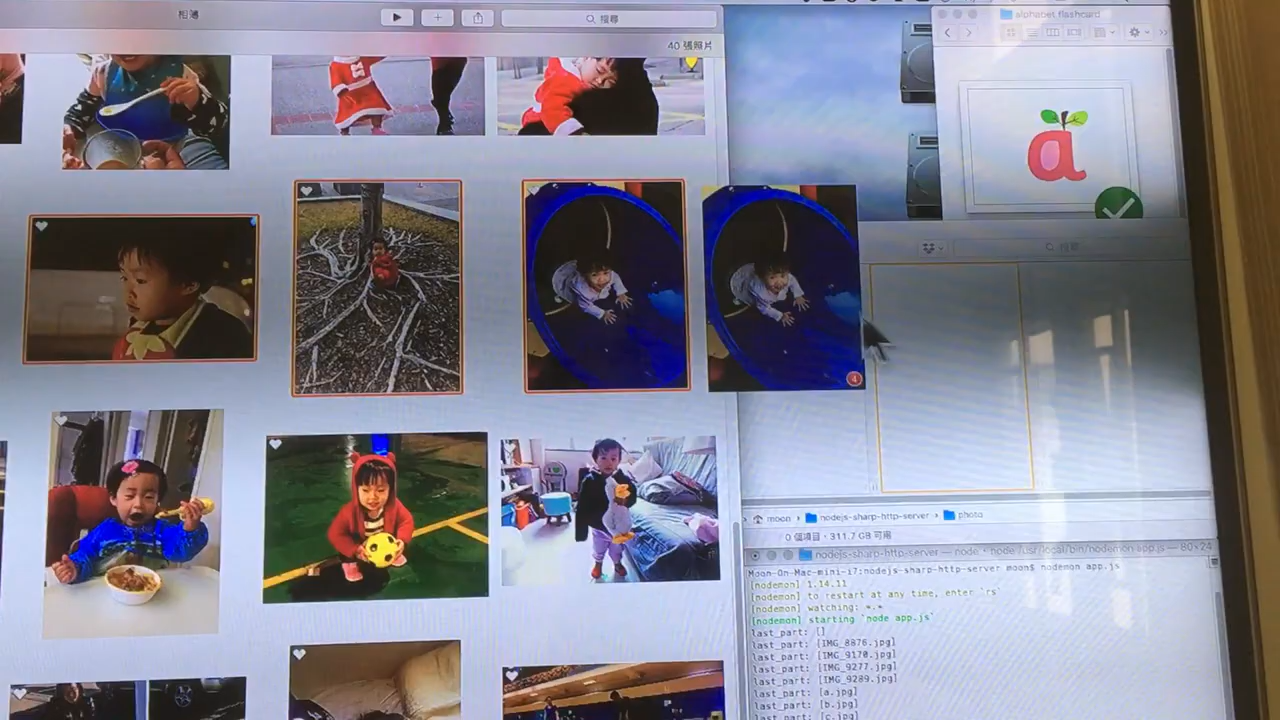 相簿
搜尋
40 張照片
alphabet flashcard
a
搜尋
4
moon › nodejs-sharp-http-server › photo
0 個項目，311.7 GB 可用
nodejs-sharp-http-server — node • node /usr/local/bin/nodemon app.js — 80×24
Moon-On-Mac-mini-i7:nodejs-sharp-http-server moon$ nodemon app.js
[nodemon] 1.14.11
[nodemon] to restart at any time, enter `rs`
[nodemon] watching: *.*
[nodemon] starting `node app.js`
last_part: []
last_part: [IMG_8876.jpg]
last_part: [IMG_9170.jpg]
last_part: [IMG_9277.jpg]
last_part: [IMG_9289.jpg]
last_part: [a.jpg]
last_part: [b.jpg]
last_part: [c.jpg]